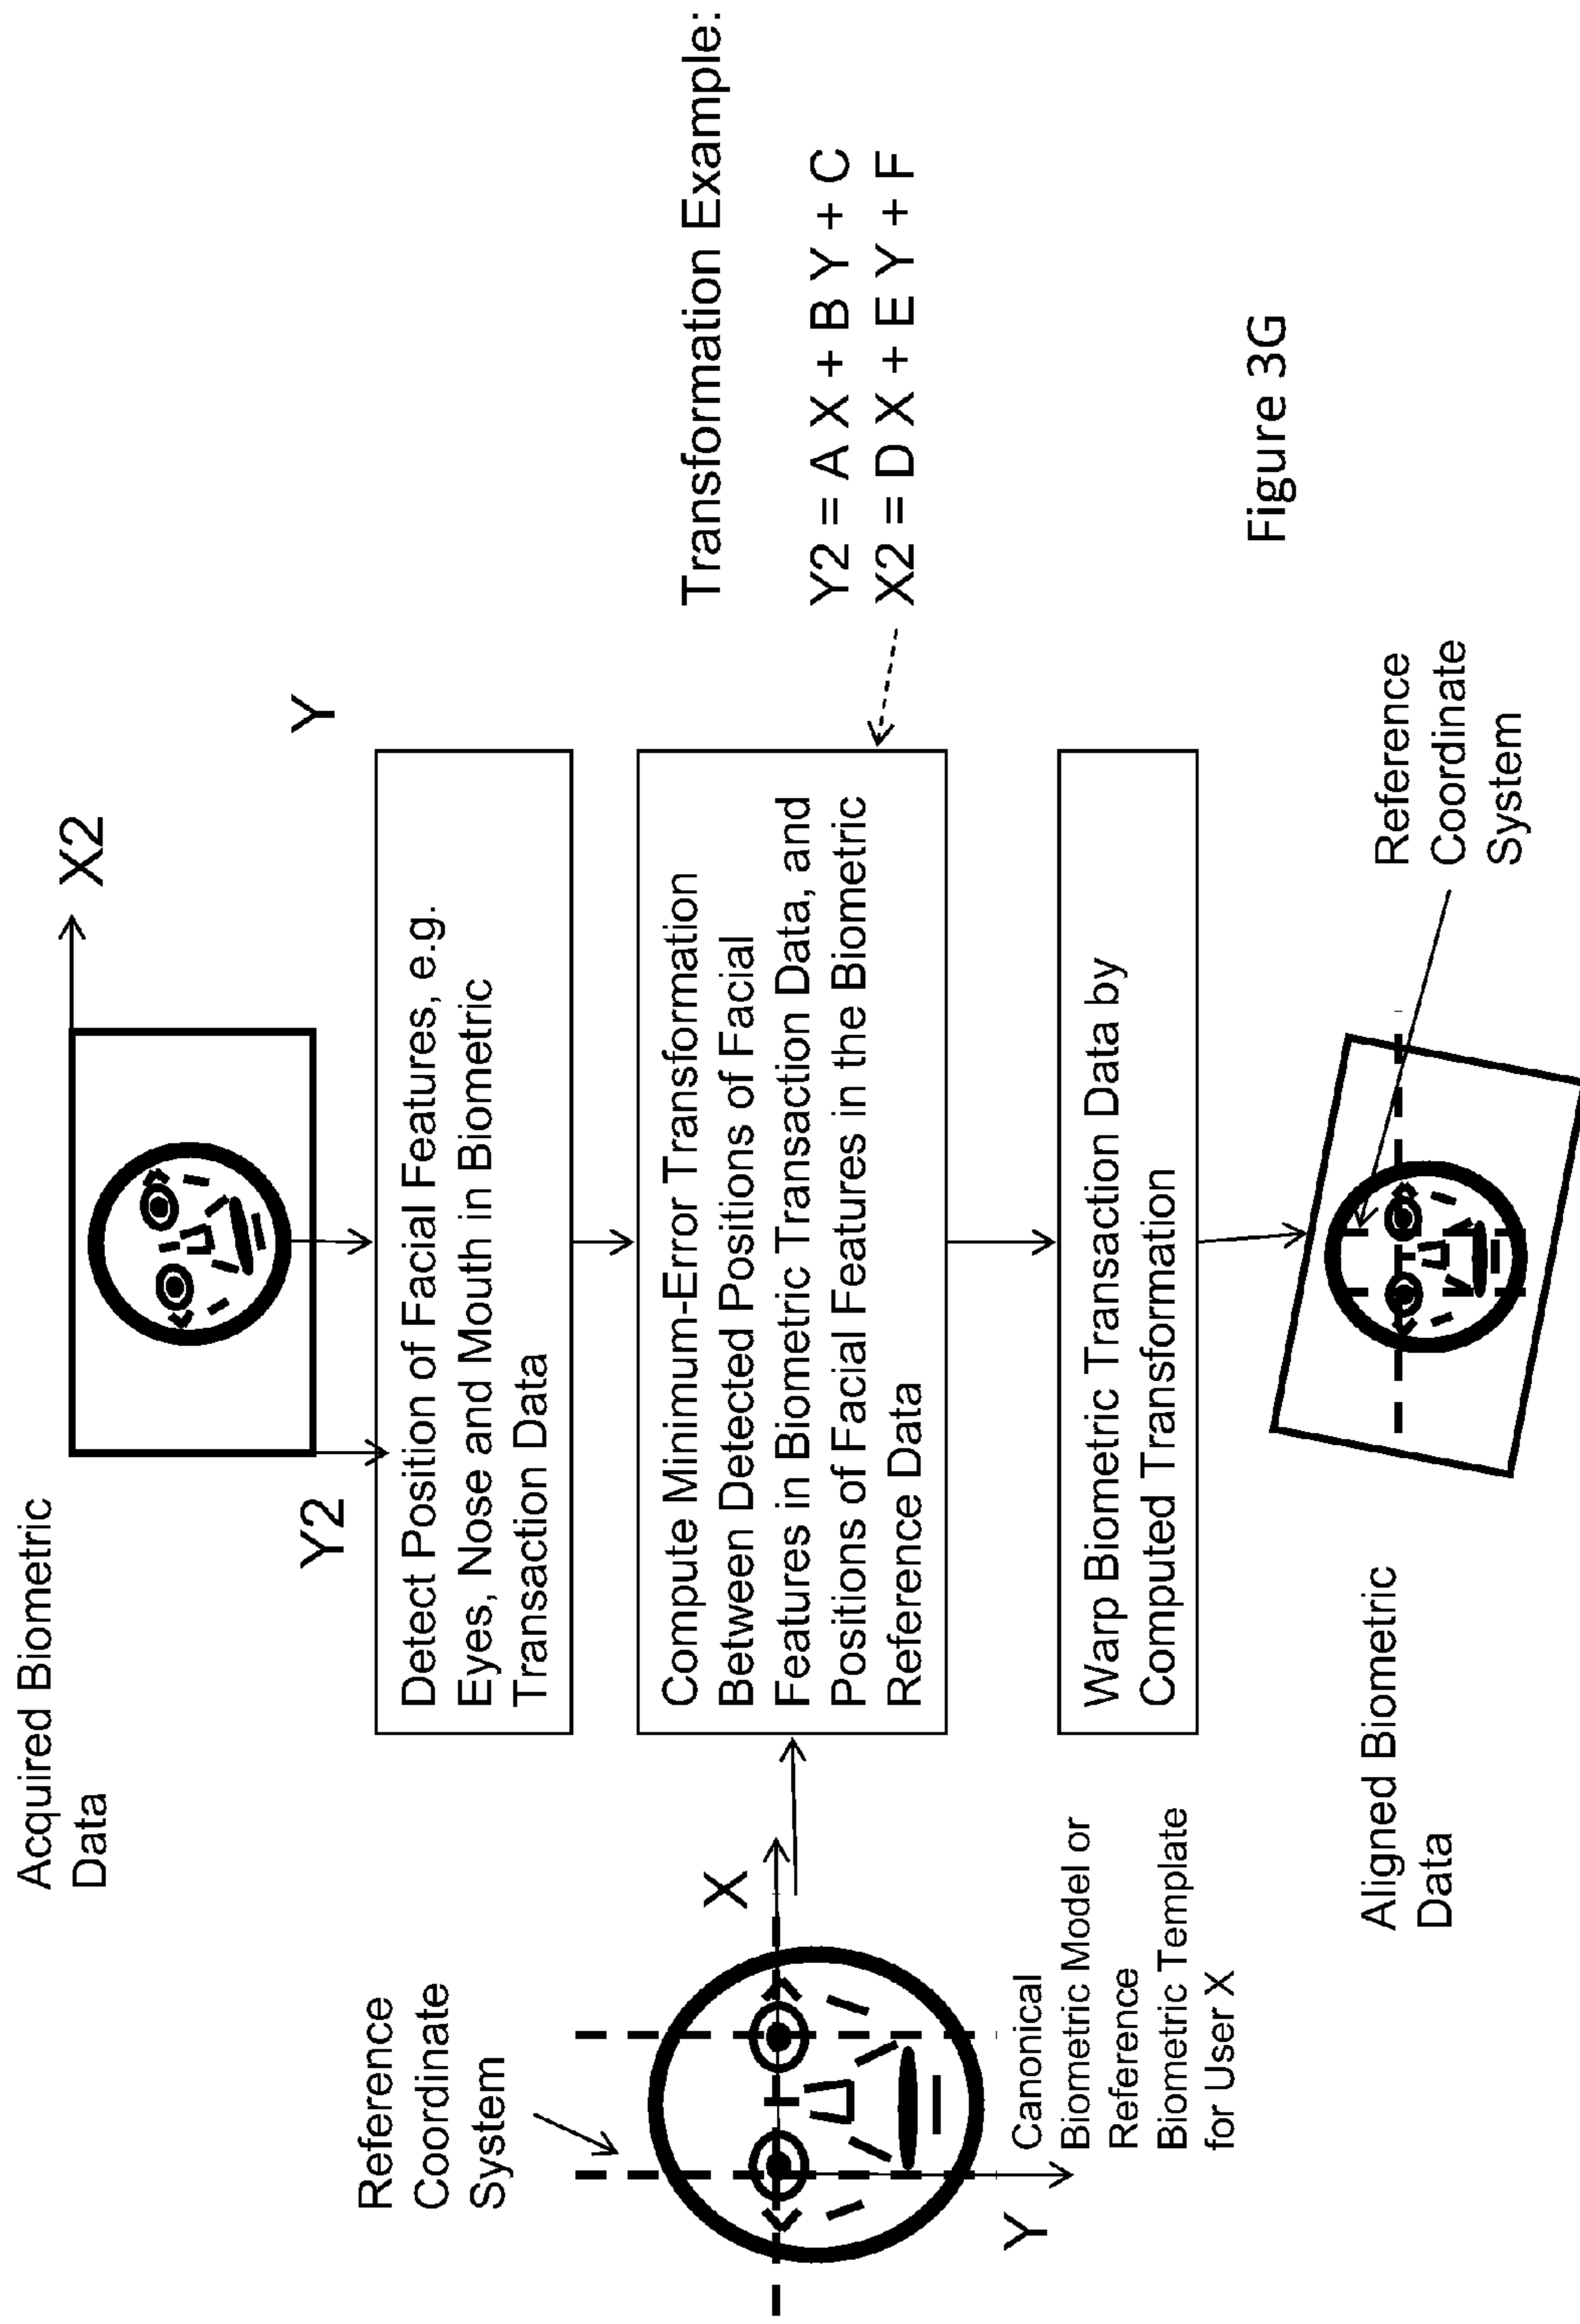 Acquired Biometric
Data
X2
Y2
Y
Detect Position of Facial Features, e.g.
Eyes, Nose and Mouth in Biometric
Transaction Data
Reference
Coordinate
System
X
Y
Canonical
Biometric Model or
Reference
Biometric Template
for User X
Compute Minimum-Error Transformation
Between Detected Positions of Facial
Features in Biometric Transaction Data, and
Positions of Facial Features in the Biometric
Reference Data
Transformation Example:
Y2 = A X + B Y + C
X2 = D X + E Y + F
Warp Biometric Transaction Data by
Computed Transformation
Aligned Biometric
Data
Reference
Coordinate
System
Figure 3G